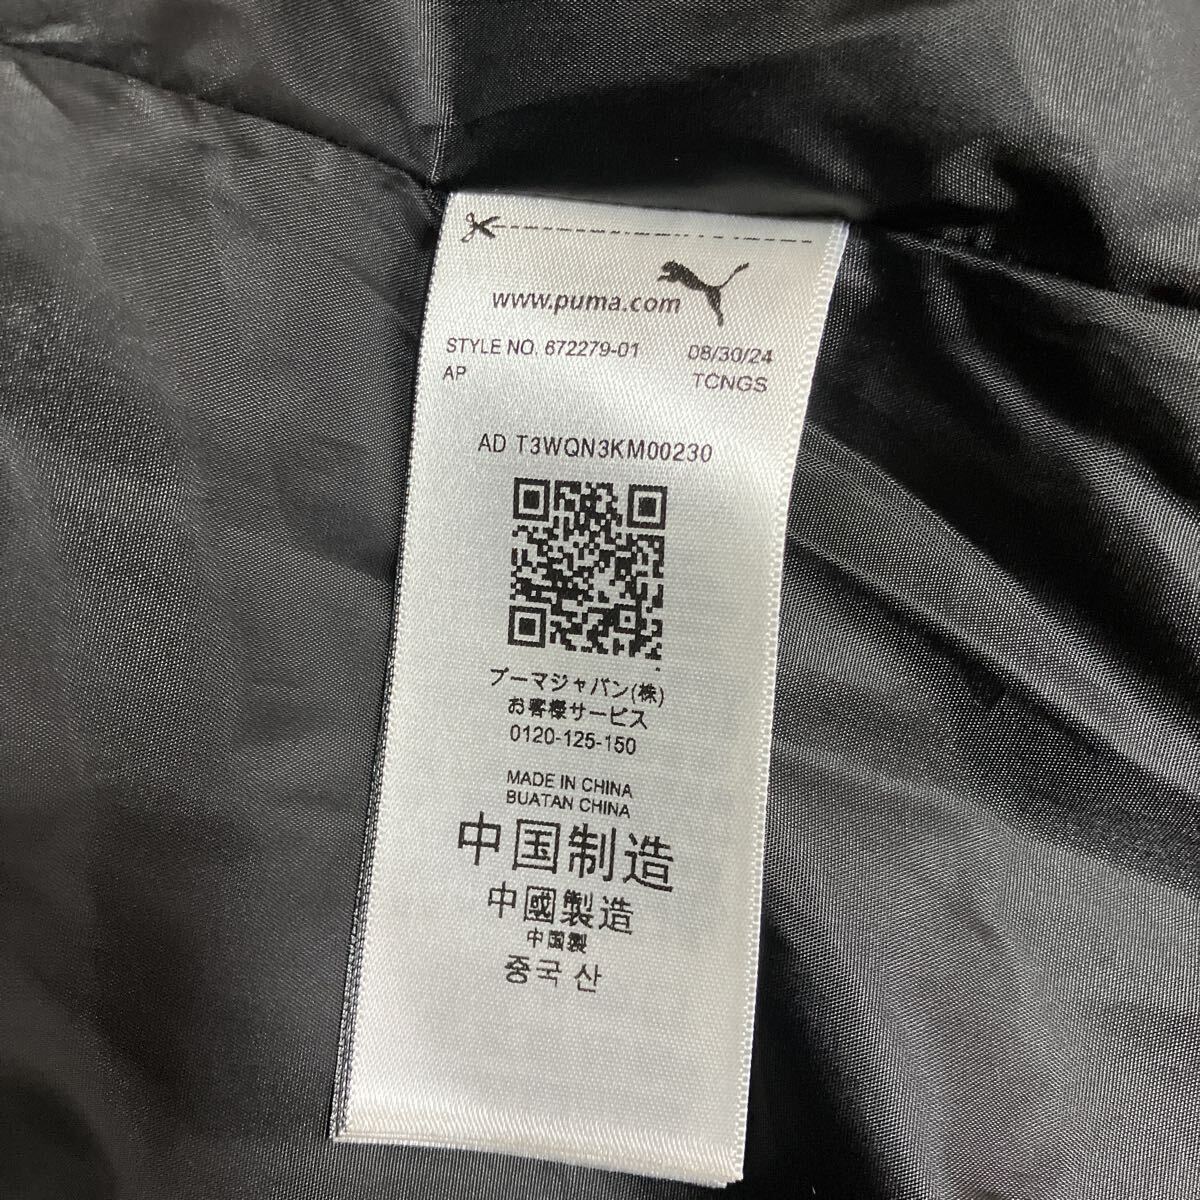 www.puma.com
STYLE NO. 672279-01 08/30/24
AP TCNGS
AD T3WQN3KM00230
プーマジャパン(株)
お客様サービス
0120-125-150
MADE IN CHINA
BUATAN CHINA
中国制造
中國製造
中国製
중국 산